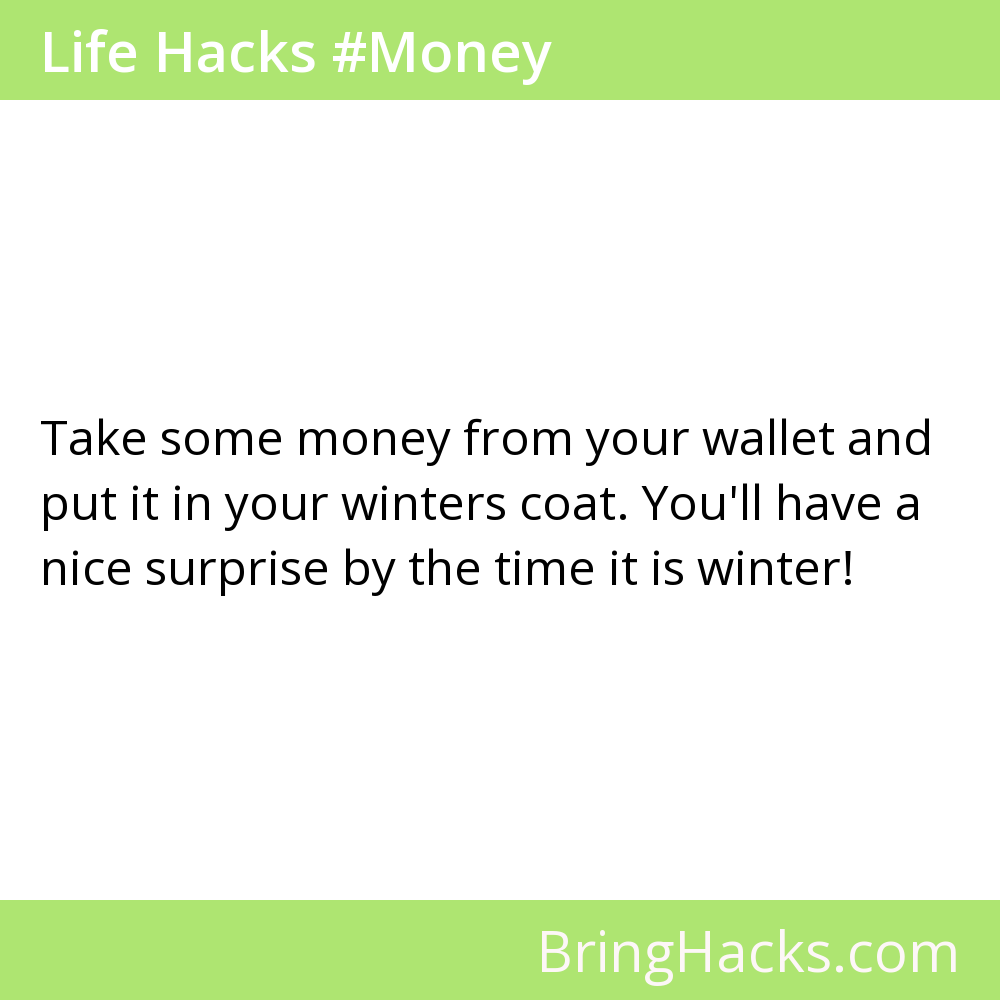 Life Hacks #Money
Take some money from your wallet and
put it in your winters coat. You'll have a
nice surprise by the time it is winter!
BringHacks.com